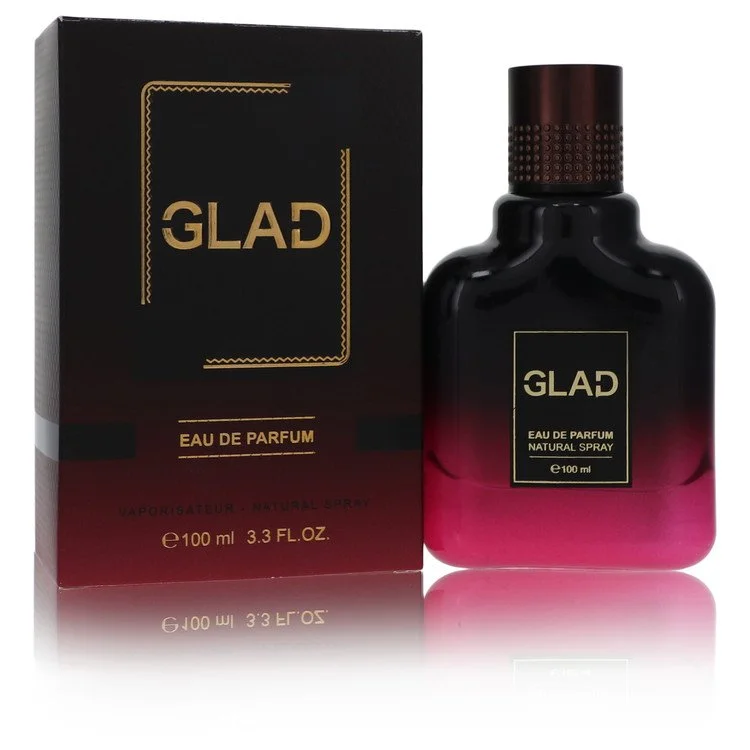 GLAD
EAU DE PARFUM
VAPORISATEUR - NATURAL SPRAY
℮100 ml 3.3 FL.OZ.
GLAD
EAU DE PARFUM
NATURAL SPRAY
℮100 ml